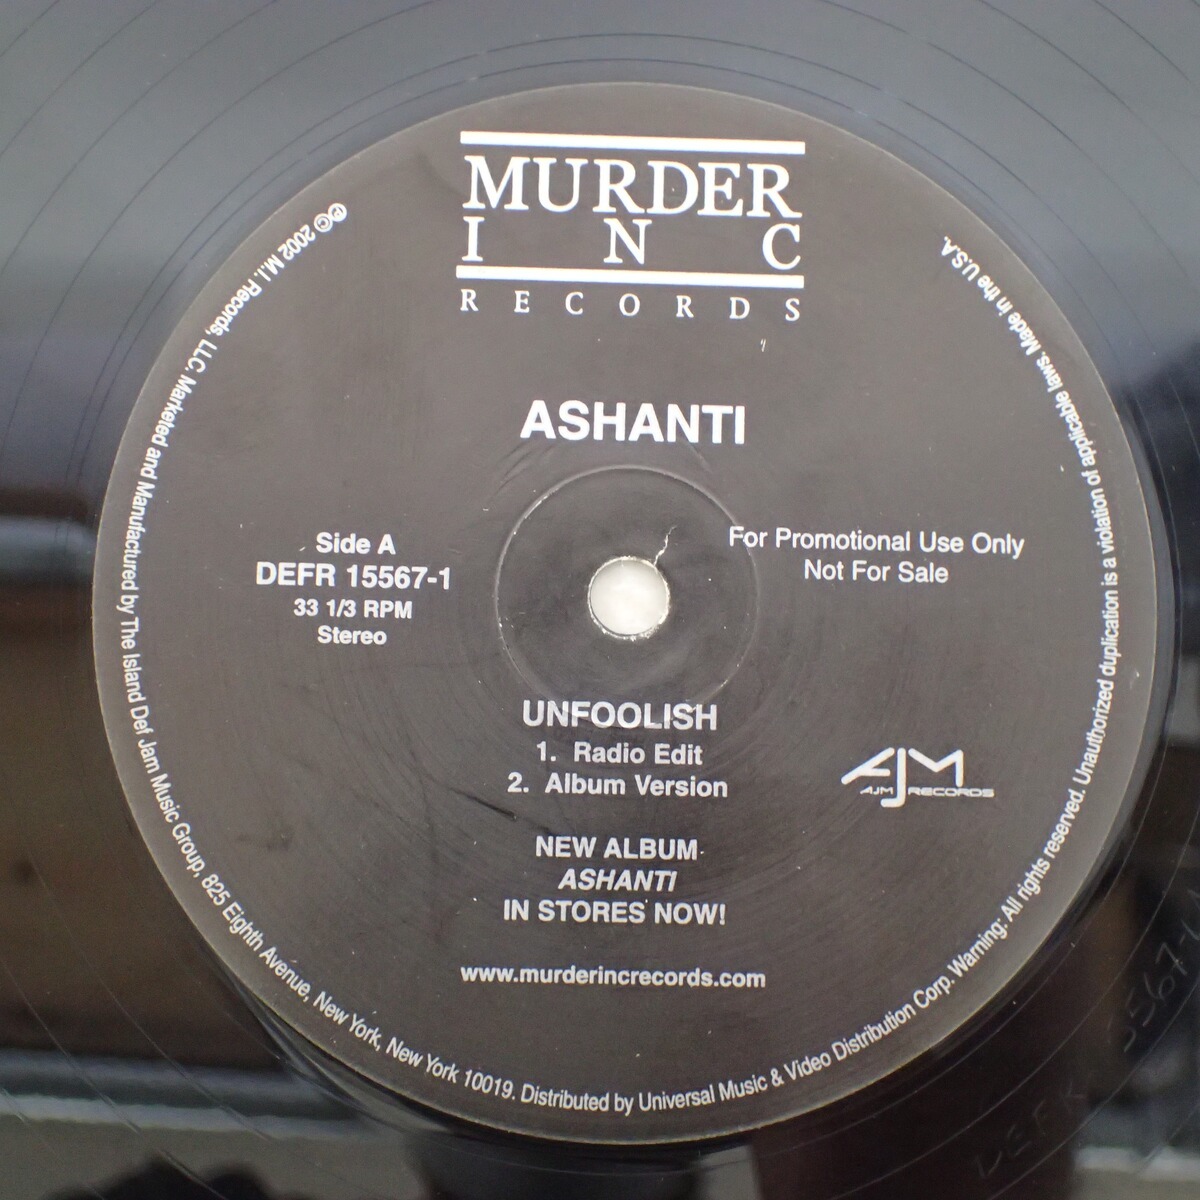 MURDER
I N C
RECORDS
ASHANTI
Side A
DEFR 15567-1
33 1/3 RPM
Stereo
For Promotional Use Only
Not For Sale
UNFOOLISH
1. Radio Edit
2. Album Version
AJM
AJM RECORDS
NEW ALBUM
ASHANTI
IN STORES NOW!
www.murderincrecords.com
℗© 2002 M.I. Records, LLC. Marketed and Manufactured by The Island Def Jam Music Group, 825 Eighth Avenue, New York, New York 10019. Distributed by Universal Music & Video Distribution Corp. Warning: All rights reserved. Unauthorized duplication is a violation of applicable laws. Made in the U.S.A.